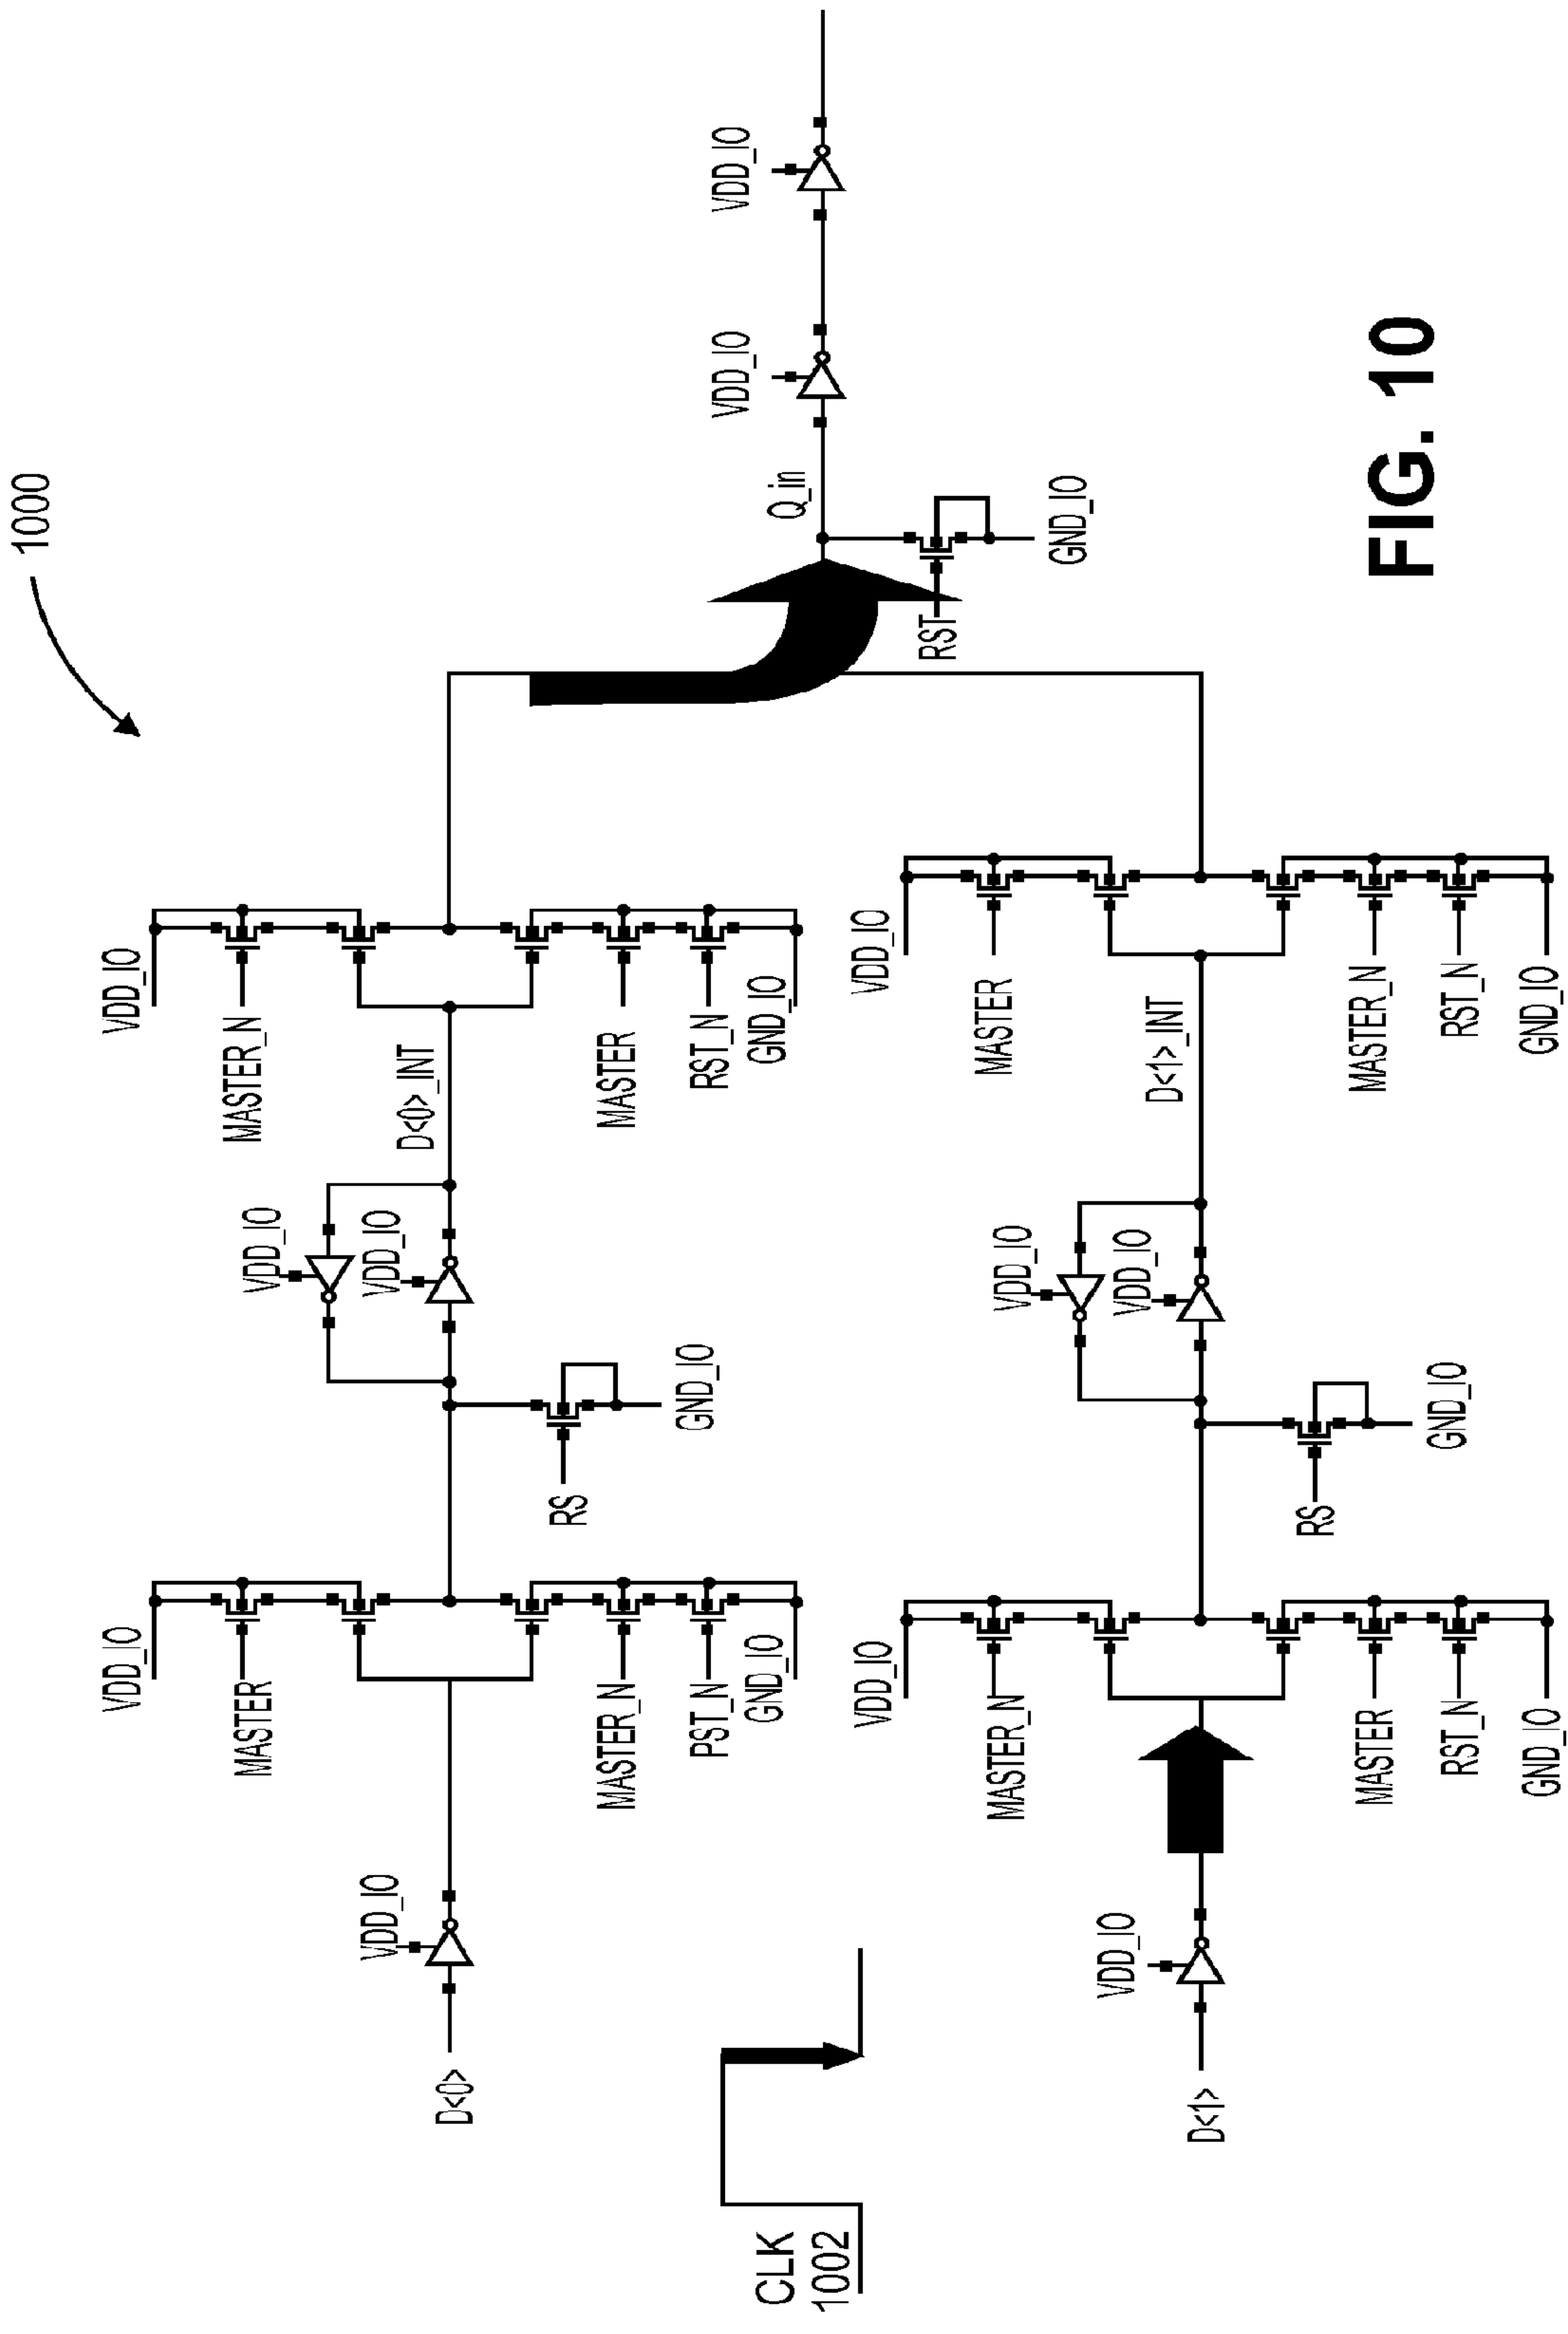 1000
VDD_IO
VDD_IO
MASTER
VDD_IO
VDD_IO
MASTER_N
VDD_IO
VDD_IO
D<0>
VDD_IO
D<0>_INT
Q_in
MASTER_N
RS
MASTER
PST_N
RST_N
GND_IO
GND_IO
GND_IO
RST
GND_IO
CLK
1002
VDD_IO
VDD_IO
MASTER_N
VDD_IO
VDD_IO
MASTER
D<1>
VDD_IO
D<1>_INT
MASTER
RS
MASTER_N
RST_N
RST_N
GND_IO
GND_IO
GND_IO
FIG. 10